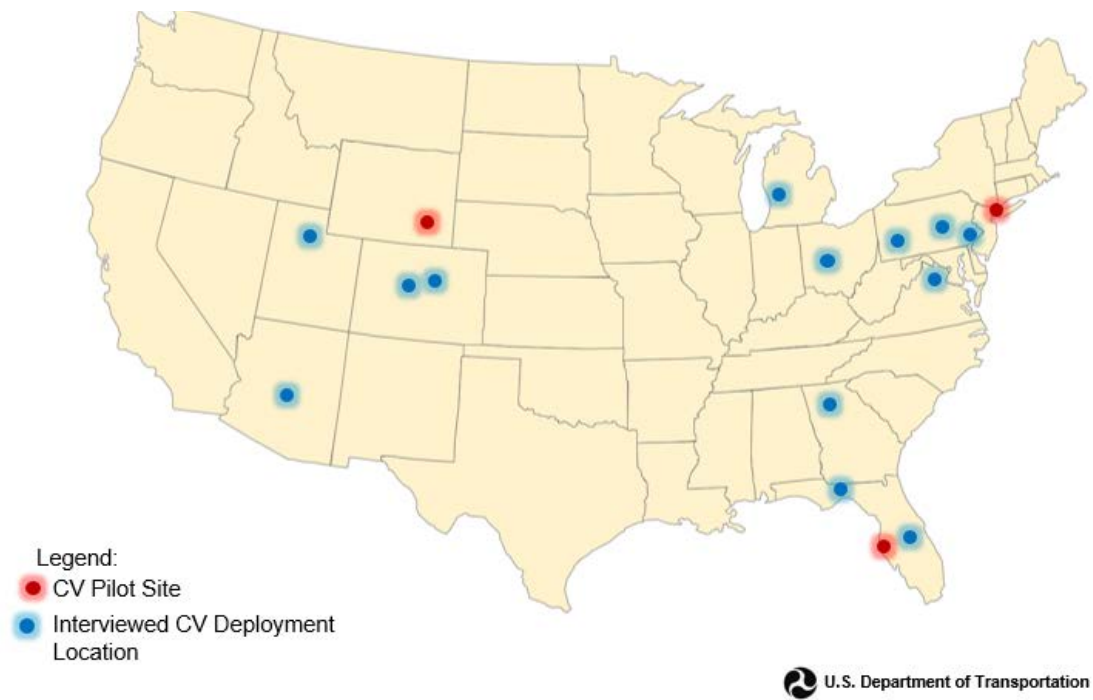 Legend:
CV Pilot Site
Interviewed CV Deployment
Location
U.S. Department of Transportation